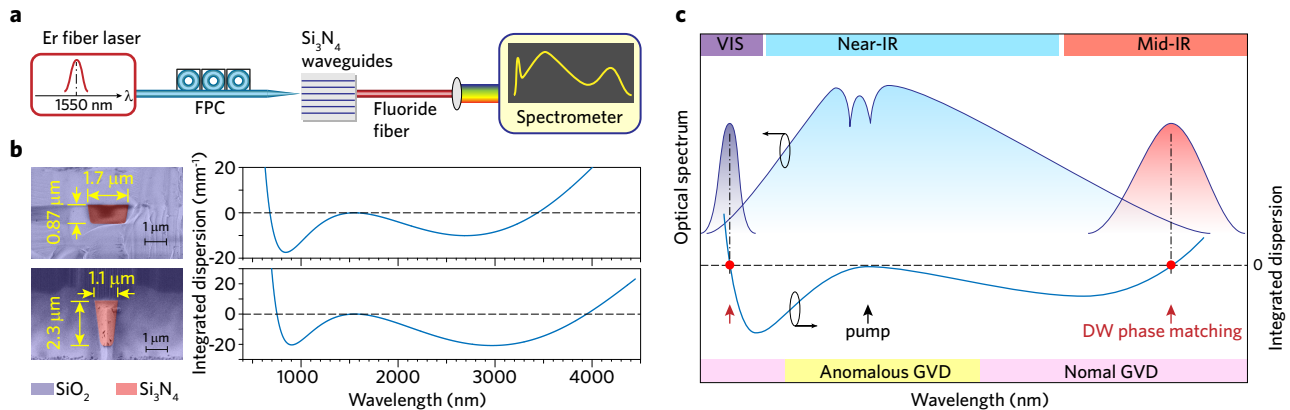 a
Er fiber laser
λ
1550 nm
FPC
Si₃N₄
waveguides
Fluoride
fiber
Spectrometer
b
1.7 μm
0.87 μm
1 μm
1.1 μm
2.3 μm
1 μm
SiO₂
Si₃N₄
Integrated dispersion (mm⁻¹)
20
0
-20
20
0
-20
1000
2000
3000
4000
Wavelength (nm)
c
VIS
Near-IR
Mid-IR
Optical spectrum
Integrated dispersion
0
pump
DW phase matching
Anomalous GVD
Nomal GVD
Wavelength (nm)